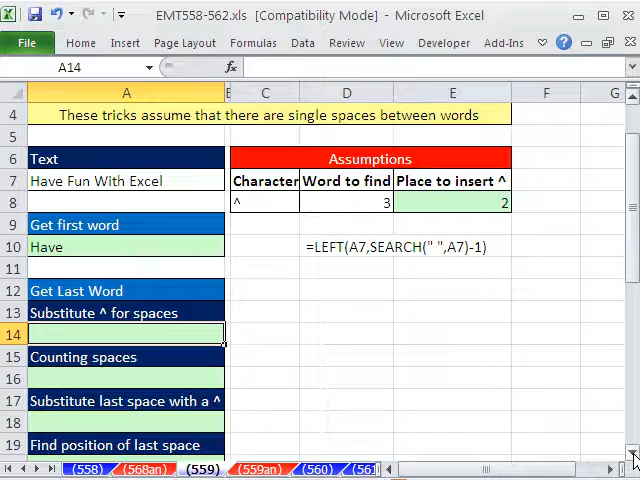 EMT558-562.xls [Compatibility Mode] - Microsoft Excel
File Home Insert Page Layout Formulas Data Review View Developer Add-Ins
A14 fx
A B C D E F G
4 These tricks assume that there are single spaces between words
5
6 Text Assumptions
7 Have Fun With Excel Character Word to find Place to insert ^
8 ^ 3 2
9 Get first word
10 Have =LEFT(A7,SEARCH(" ",A7)-1)
11
12 Get Last Word
13 Substitute ^ for spaces
14
15 Counting spaces
16
17 Substitute last space with a ^
18
19 Find position of last space
(558) (568an) (559) (559an) (560) (561